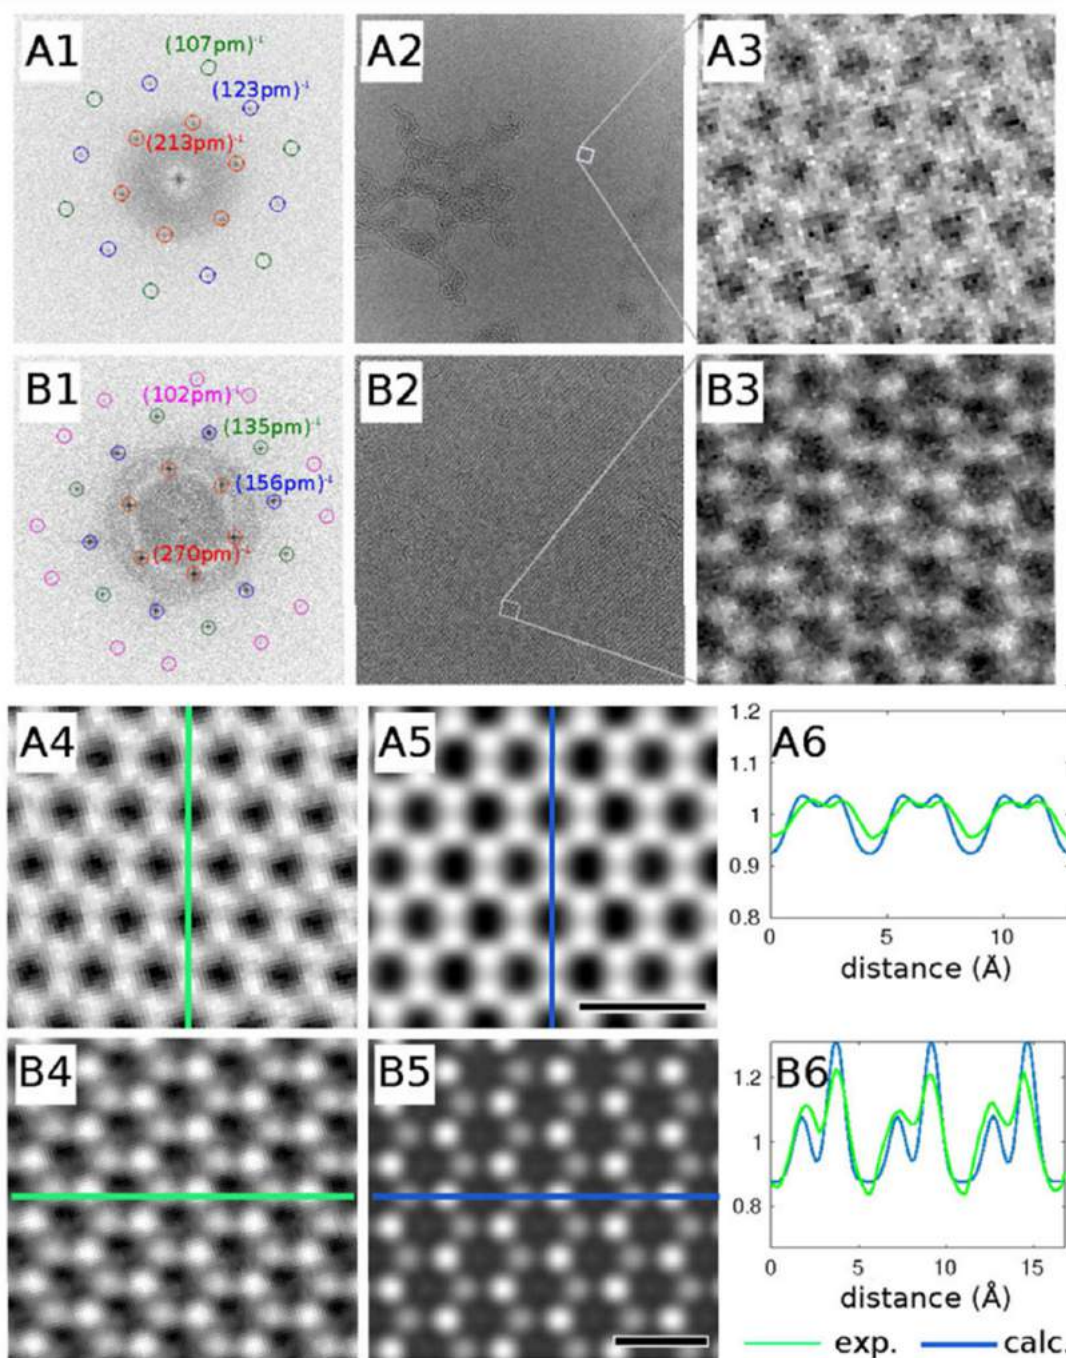 A1
(107pm)⁻¹
(123pm)⁻¹
(213pm)⁻¹
A2
A3
B1
(102pm)⁻¹
(135pm)⁻¹
(156pm)⁻¹
(270pm)⁻¹
B2
B3
A4
A5
A6
1.2
1.1
1
0.9
0.8
0 5 10
distance (Å)
B4
B5
B6
1.2
1
0.8
0 5 10 15
distance (Å)
exp. calc.